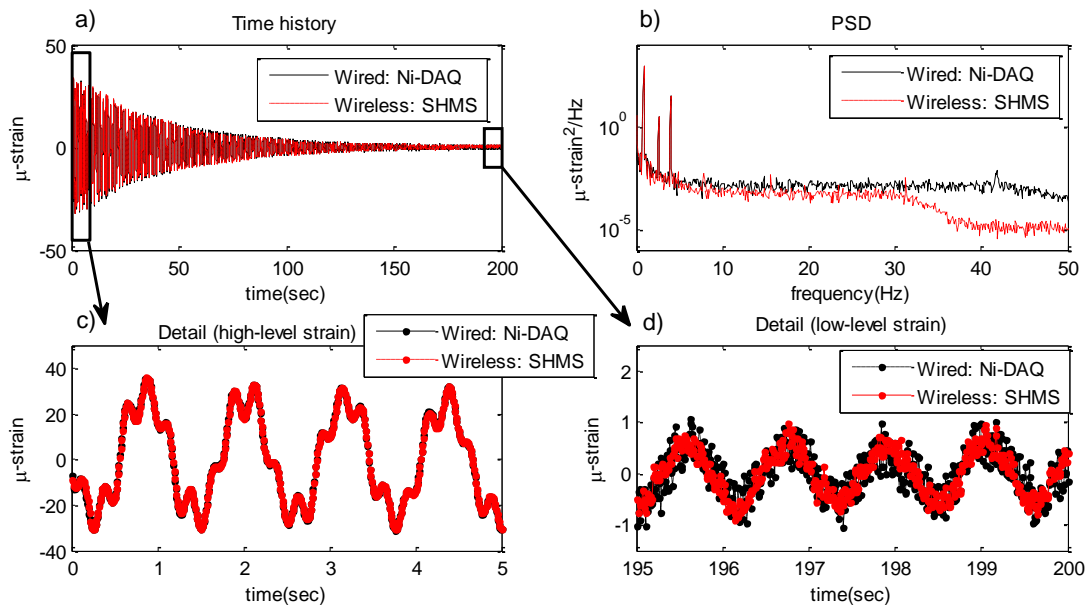 a)
Time history
50
0
-50
μ-strain
0
50
100
150
200
time(sec)
Wired: Ni-DAQ
Wireless: SHMS
b)
PSD
10^0
10^-5
μ-strain^2/Hz
0
10
20
30
40
50
frequency(Hz)
Wired: Ni-DAQ
Wireless: SHMS
c)
Detail (high-level strain)
40
20
0
-20
-40
μ-strain
0
1
2
3
4
5
time(sec)
Wired: Ni-DAQ
Wireless: SHMS
d)
Detail (low-level strain)
2
1
0
-1
μ-strain
195
196
197
198
199
200
time(sec)
Wired: Ni-DAQ
Wireless: SHMS